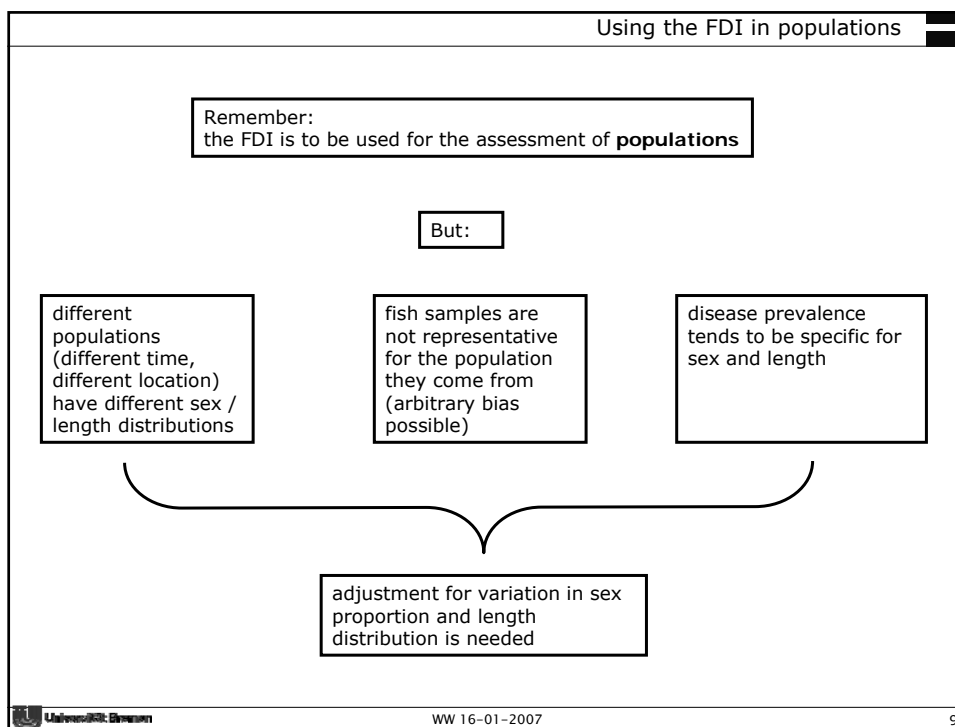 Using the FDI in populations
Remember:
the FDI is to be used for the assessment of populations
But:
different
populations
(different time,
different location)
have different sex /
length distributions
fish samples are
not representative
for the population
they come from
(arbitrary bias
possible)
disease prevalence
tends to be specific for
sex and length
adjustment for variation in sex
proportion and length
distribution is needed
Universität Bremen
WW 16-01-2007
9